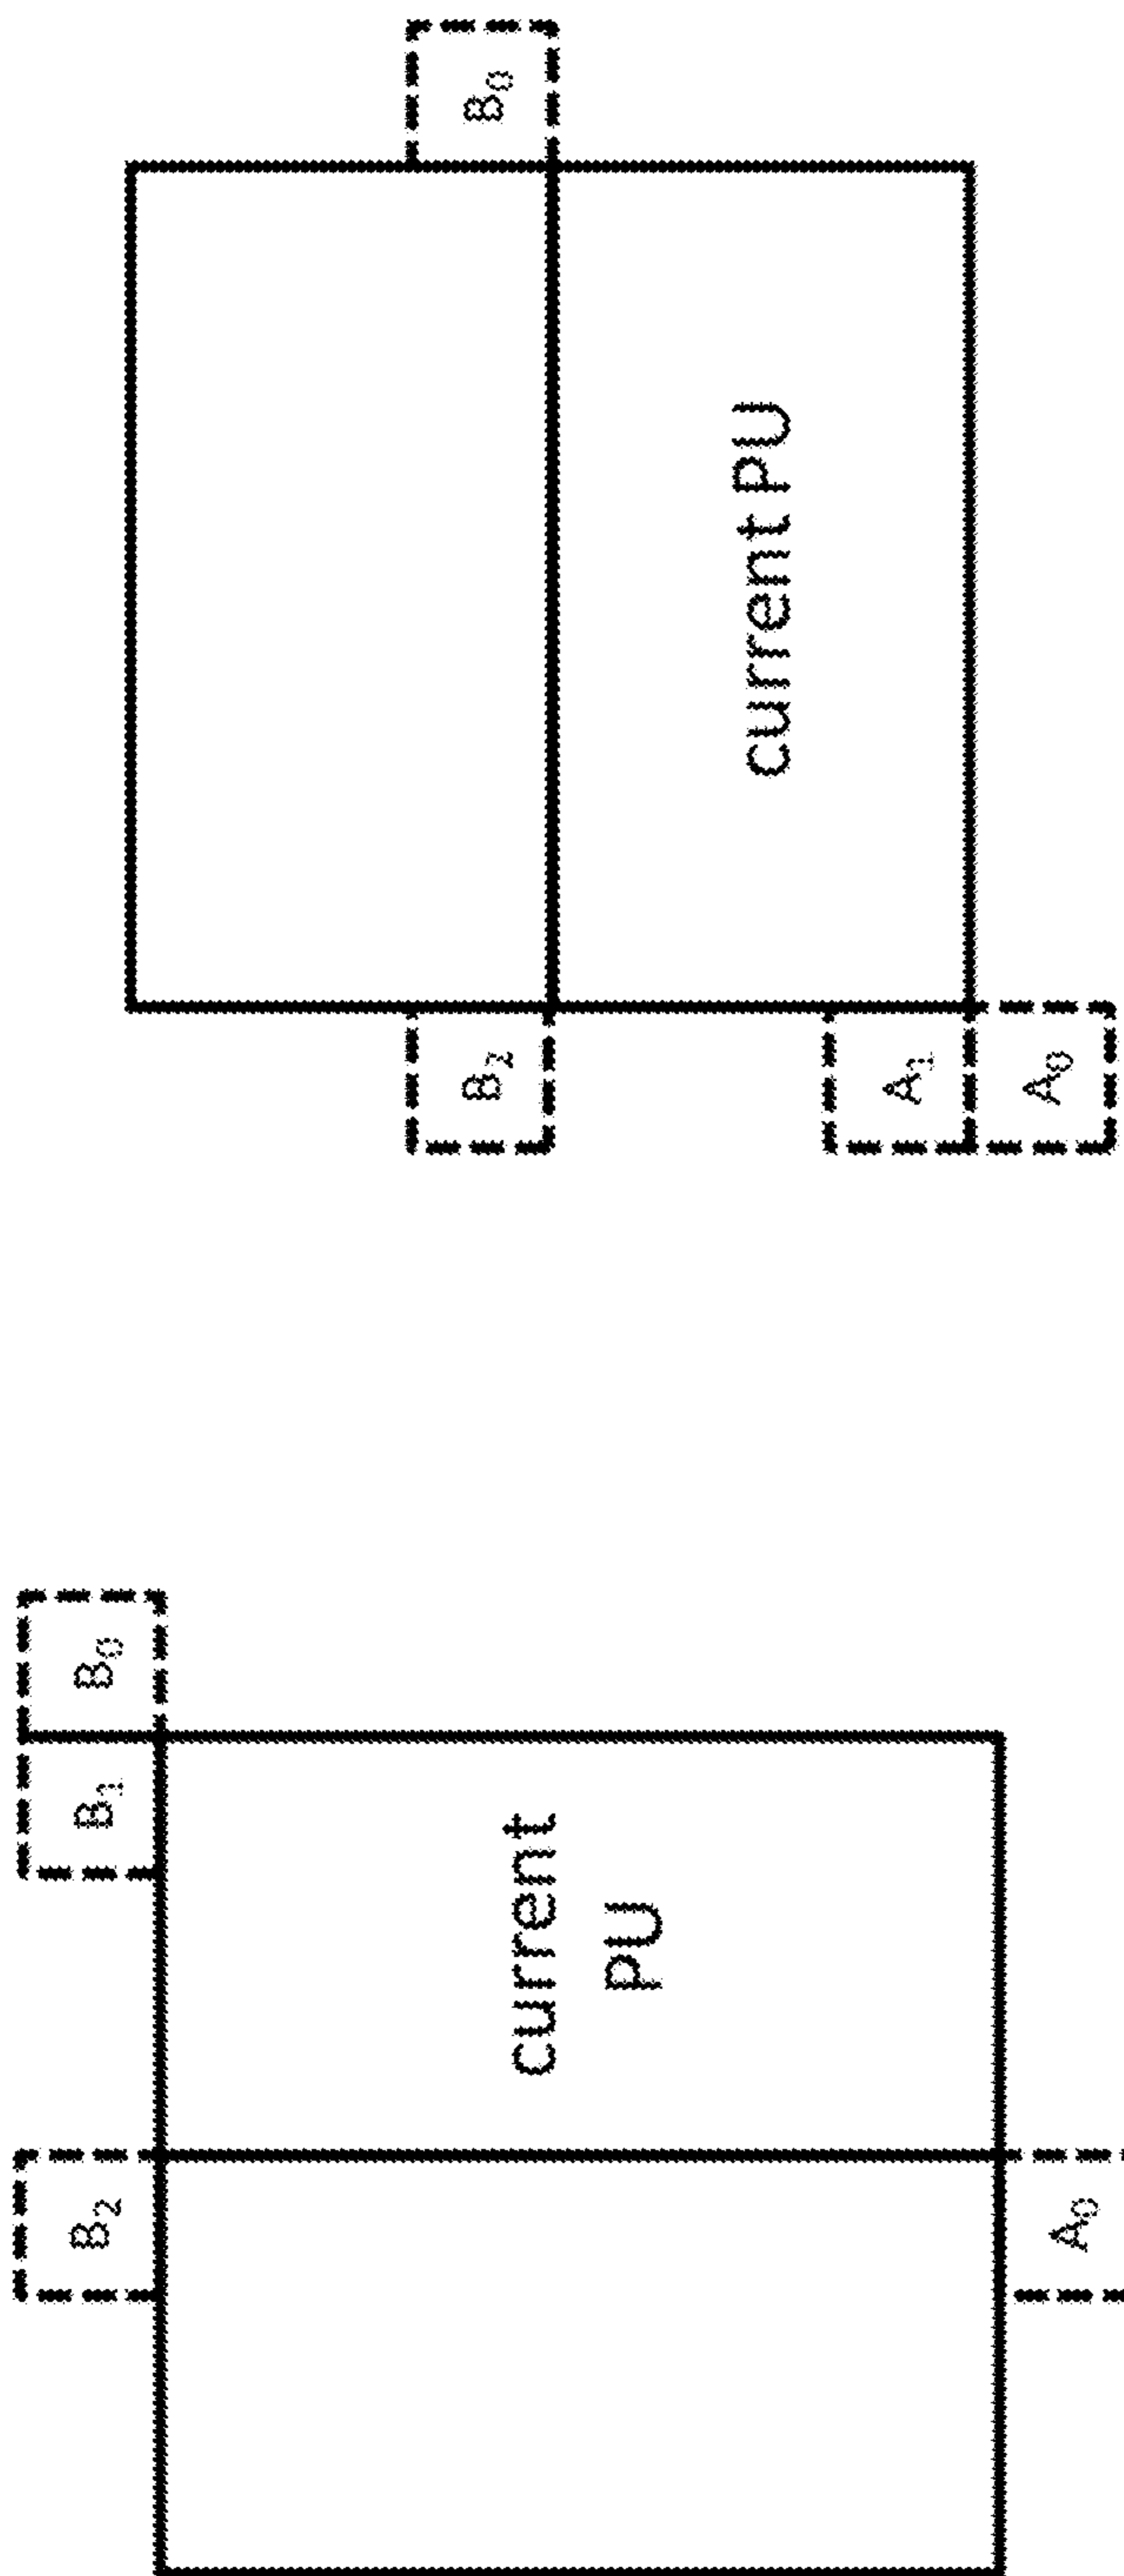 B₂
B₁
B₀
current
PU
A₀
B₂
B₀
current PU
A₁
A₀